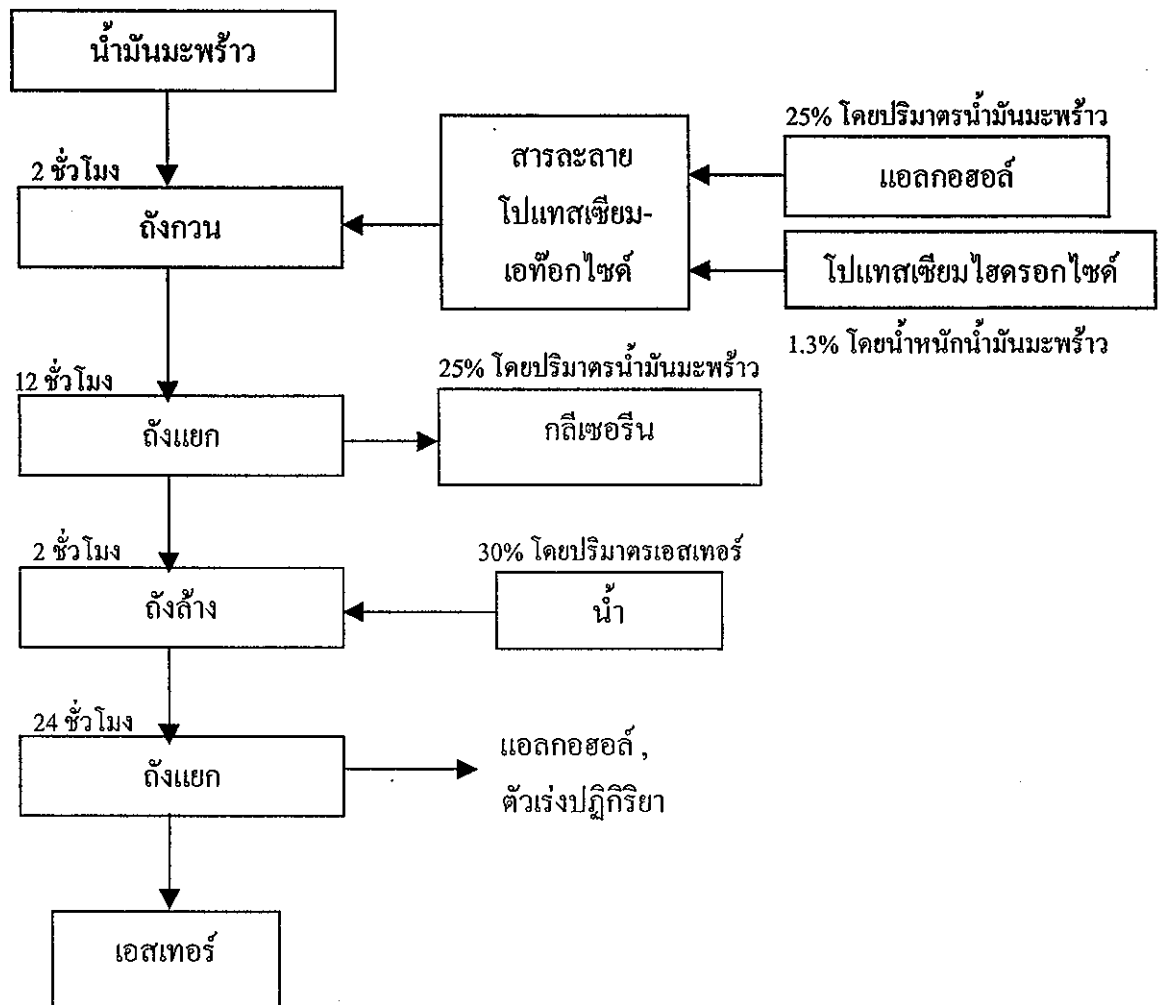 น้ำมันมะพร้าว
25% โดยปริมาตรน้ำมันมะพร้าว
สารละลาย
โปแทสเซียม-
เอท๊อกไซด์
แอลกอฮอล์
2 ชั่วโมง
ถังกวน
โปแทสเซียมไฮดรอกไซด์
1.3% โดยน้ำหนักน้ำมันมะพร้าว
12 ชั่วโมง
ถังแยก
25% โดยปริมาตรน้ำมันมะพร้าว
กลีเซอรีน
2 ชั่วโมง
ถังล้าง
30% โดยปริมาตรเอสเทอร์
น้ำ
24 ชั่วโมง
ถังแยก
แอลกอฮอล์ ,
ตัวเร่งปฏิกิริยา
เอสเทอร์